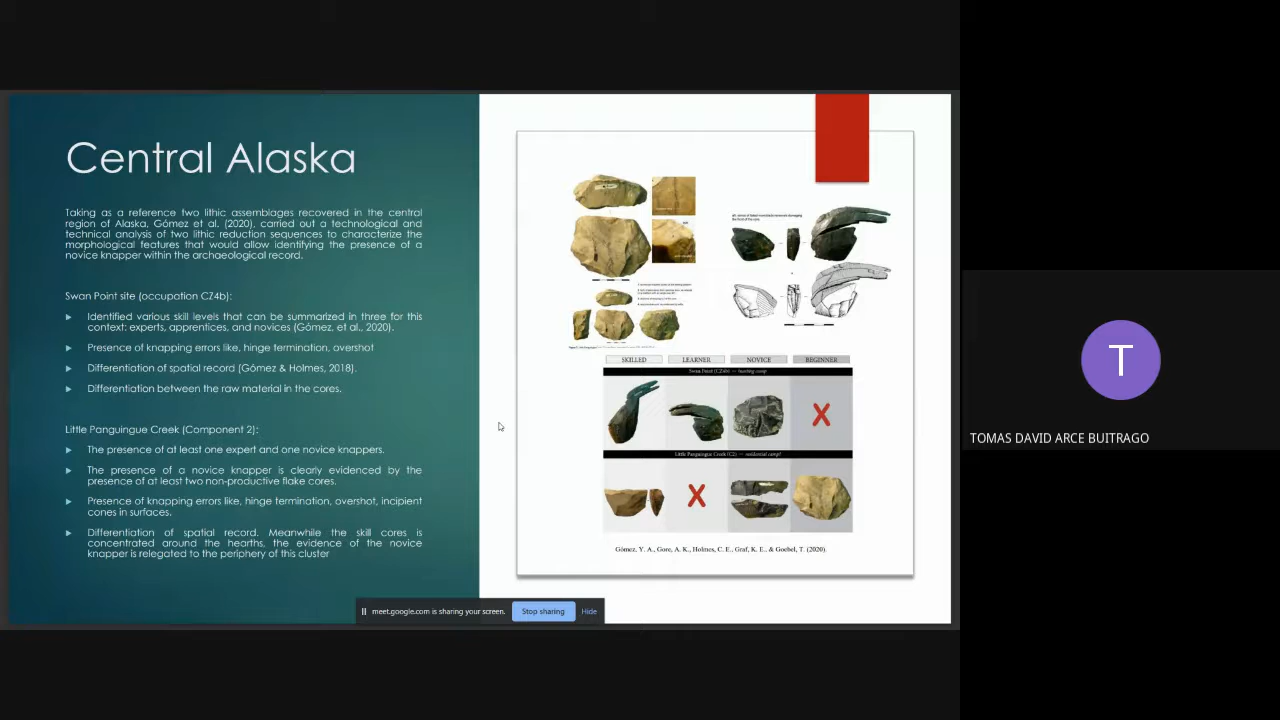 Central Alaska
Taking as a reference two lithic assemblages recovered in the central
region of Alaska, Gómez et al. (2020), carried out a technological and
technical analysis of two lithic reduction sequences to characterize the
morphological features that would allow identifying the presence of a
novice knapper within the archaeological record.
Swan Point site (occupation CZ4b):
Identified various skill levels that can be summarized in three for this
context: experts, apprentices, and novices (Gómez, et al., 2020).
Presence of knapping errors like, hinge termination, overshot
Differentiation of spatial record (Gómez & Holmes, 2018).
Differentiation between the raw material in the cores.
Little Panguingue Creek (Component 2):
The presence of at least one expert and one novice knappers.
The presence of a novice knapper is clearly evidenced by the
presence of at least two non-productive flake cores.
Presence of knapping errors like, hinge termination, overshot, incipient
cones in surfaces.
Differentiation of spatial record. Meanwhile the skill cores is
concentrated around the hearths, the evidence of the novice
knapper is relegated to the periphery of this cluster
SKILLED LEARNER NOVICE BEGINNER
Swan Point (CZ4b) — hunting camp
X
Little Panguingue Creek (C2) — residential camp?
X
Gómez, Y. A., Gore, A. K., Holmes, C. E., Graf, K. E., & Goebel, T. (2020).
meet.google.com is sharing your screen. Stop sharing Hide
T
TOMAS DAVID ARCE BUITRAGO